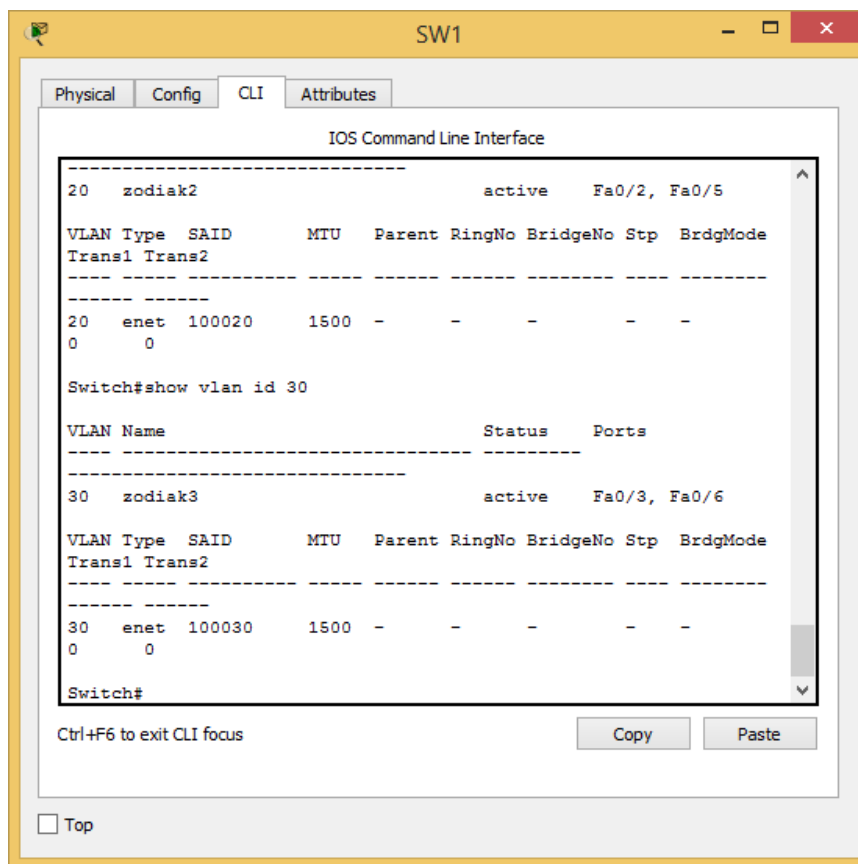 SW1
Physical Config CLI Attributes
IOS Command Line Interface
--------------------------------
20 zodiak2 active Fa0/2, Fa0/5
VLAN Type SAID MTU Parent RingNo BridgeNo Stp BrdgMode
Trans1 Trans2
---- ----- ---------- ----- ------ ------ -------- ---- --------
------ ------
20 enet 100020 1500 - - - - -
0 0
Switch#show vlan id 30
VLAN Name Status Ports
---- -------------------------------- ---------
-------------------------------
30 zodiak3 active Fa0/3, Fa0/6
VLAN Type SAID MTU Parent RingNo BridgeNo Stp BrdgMode
Trans1 Trans2
---- ----- ---------- ----- ------ ------ -------- ---- --------
------ ------
30 enet 100030 1500 - - - - -
0 0
Switch#
Ctrl+F6 to exit CLI focus
Copy Paste
Top